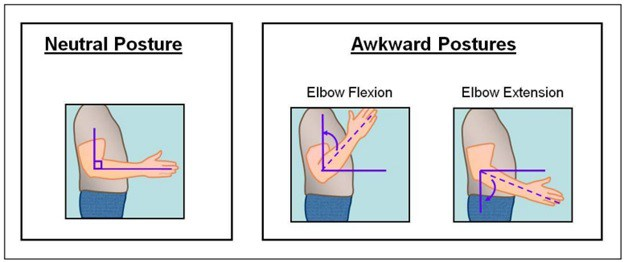 Neutral Posture
Awkward Postures
Elbow Flexion
Elbow Extension